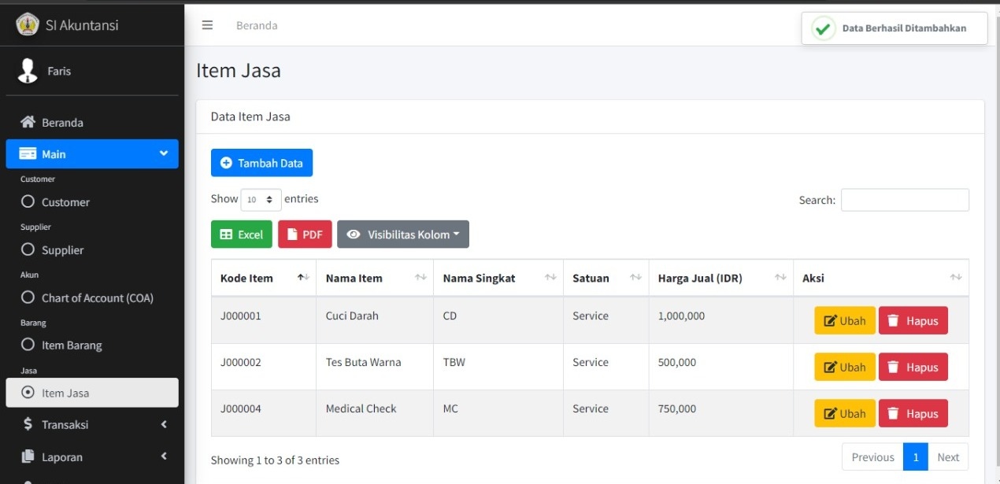 SI Akuntansi
Beranda
Data Berhasil Ditambahkan
Faris
Beranda
Main
Customer
Customer
Supplier
Supplier
Akun
Chart of Account (COA)
Barang
Item Barang
Jasa
Item Jasa
Transaksi
Laporan
Item Jasa
Data Item Jasa
Tambah Data
Show 10 entries
Search:
Excel PDF Visibilitas Kolom
Kode Item Nama Item Nama Singkat Satuan Harga Jual (IDR) Aksi
J000001 Cuci Darah CD Service 1,000,000 Ubah Hapus
J000002 Tes Buta Warna TBW Service 500,000 Ubah Hapus
J000004 Medical Check MC Service 750,000 Ubah Hapus
Showing 1 to 3 of 3 entries
Previous 1 Next